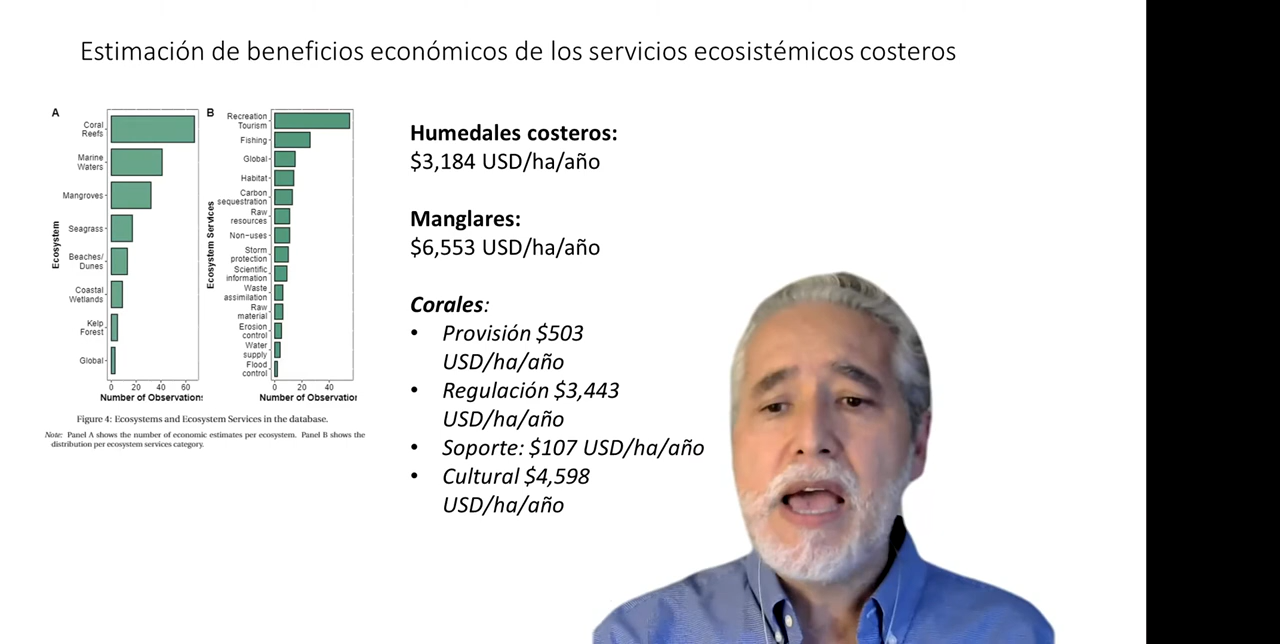 Estimación de beneficios económicos de los servicios ecosistémicos costeros
A
Coral
Reefs
Marine
Waters
Mangroves
Seagrass
Beaches/
Dunes
Coastal
Wetlands
Kelp
Forest
Global
Ecosystem
0 20 40 60
Number of Observations
B
Recreation
Tourism
Fishing
Global
Habitat
Carbon
sequestration
Raw
resources
Non-uses
Storm
protection
Scientific
information
Waste
assimilation
Raw
material
Erosion
control
Water
supply
Flood
control
Ecosystem Services
0 20 40
Number of Observation
Figure 4: Ecosystems and Ecosystem Services in the database.
Note: Panel A shows the number of economic estimates per ecosystem. Panel B shows the
distribution per ecosystem services category.
Humedales costeros:
$3,184 USD/ha/año
Manglares:
$6,553 USD/ha/año
Corales:
• Provisión $503
USD/ha/año
• Regulación $3,443
USD/ha/año
• Soporte: $107 USD/ha/año
• Cultural $4,598
USD/ha/año